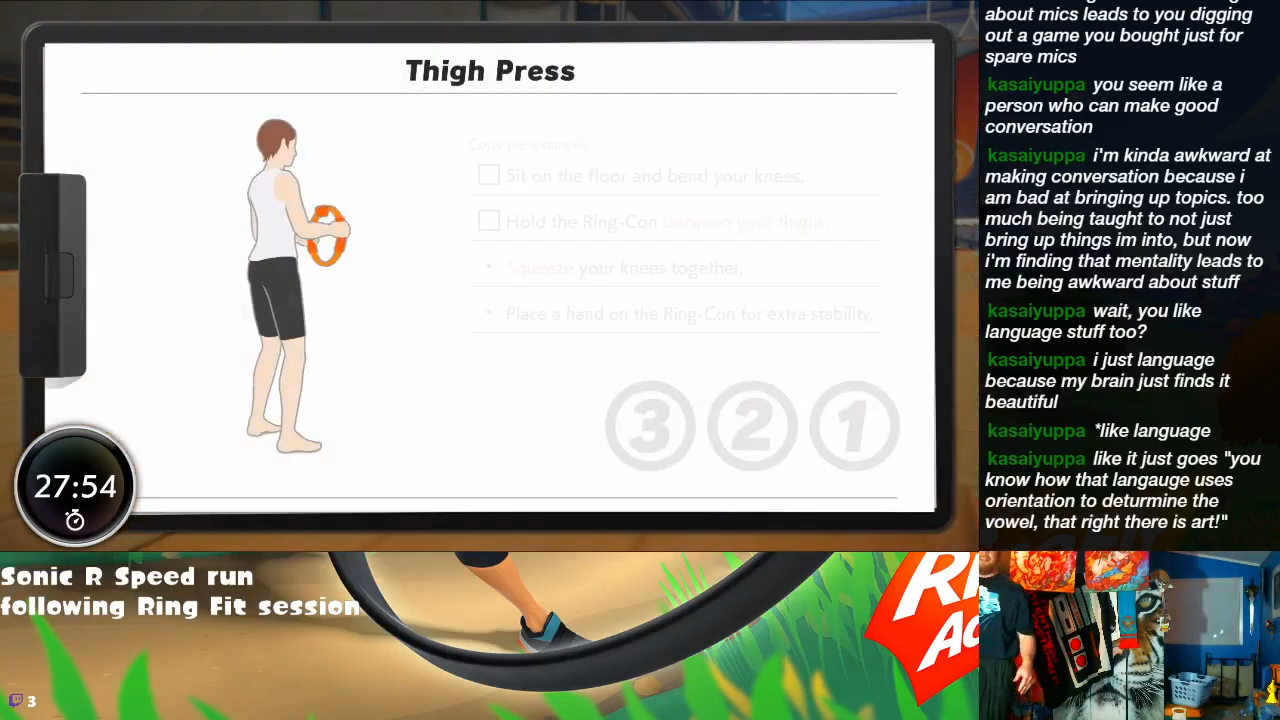 Thigh Press
Copy the example.
Sit on the floor and bend your knees.
Hold the Ring-Con between your thighs.
• Squeeze your knees together.
• Place a hand on the Ring-Con for extra stability.
3 2 1
27:54
Sonic R Speed run
following Ring Fit session
3
about mics leads to you digging
out a game you bought just for
spare mics
kasaiyuppa you seem like a
person who can make good
conversation
kasaiyuppa i'm kinda awkward at
making conversation because i
am bad at bringing up topics. too
much being taught to not just
bring up things im into, but now
i'm finding that mentality leads to
me being awkward about stuff
kasaiyuppa wait, you like
language stuff too?
kasaiyuppa i just language
because my brain just finds it
beautiful
kasaiyuppa *like language
kasaiyuppa like it just goes "you
know how that langauge uses
orientation to deturmine the
vowel, that right there is art!"